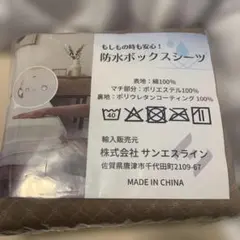 もしもの時も安心!
防水ボックスシーツ
表地:綿100%
マチ部分:ポリエステル100%
裏地:ポリウレタンコーティング 100%
40
輸入販売元
株式会社 サンエスライン
佐賀県唐津市千代田町2109-67
MADE IN CHINA